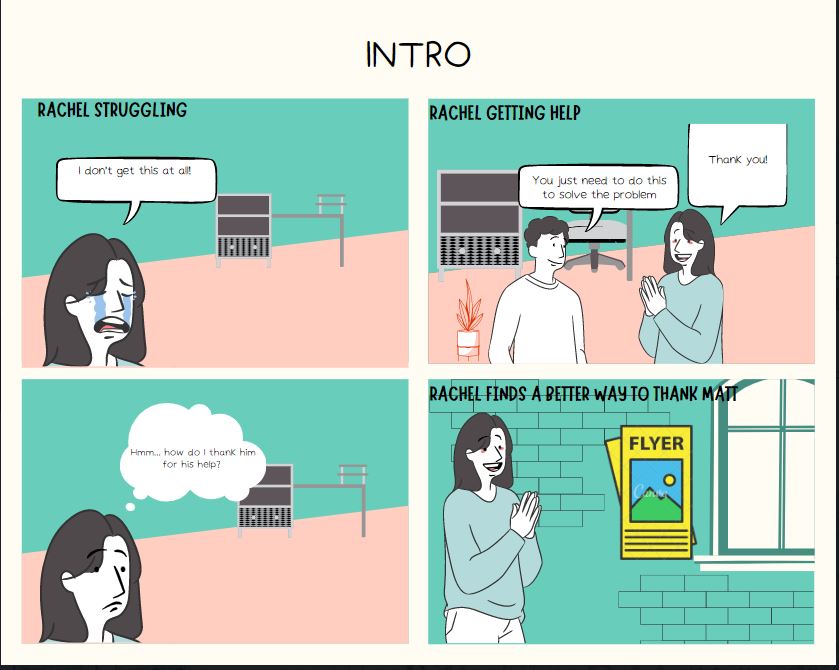 INTRO
RACHEL STRUGGLING
I don't get this at all!
RACHEL GETTING HELP
You just need to do this
to solve the problem
Thank you!
Hmm... how do I thank him
for his help?
RACHEL FINDS A BETTER WAY TO THANK MATT
FLYER
Canva